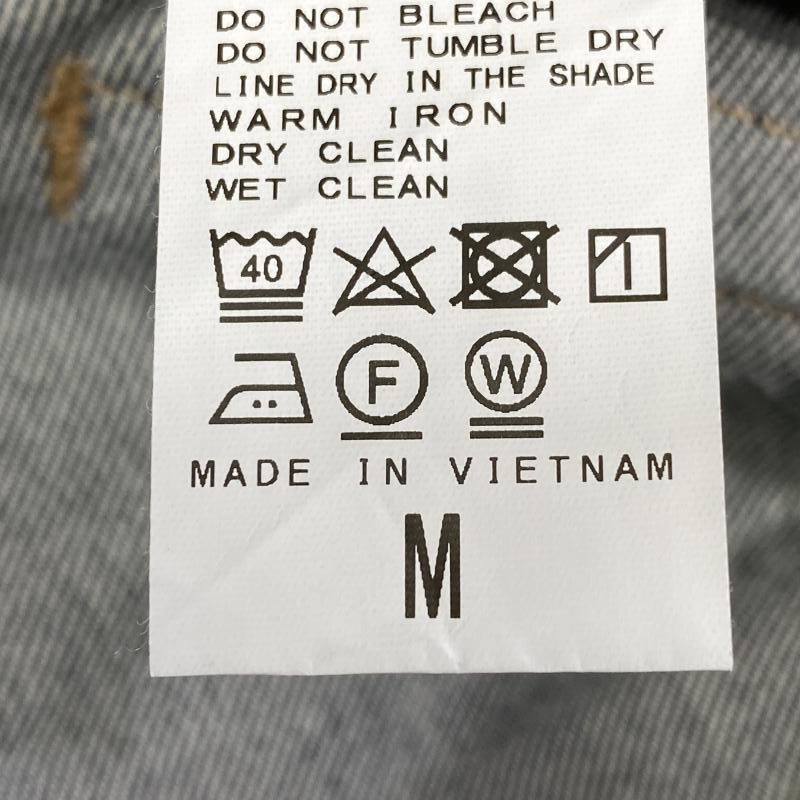 DO NOT BLEACH
DO NOT TUMBLE DRY
LINE DRY IN THE SHADE
WARM IRON
DRY CLEAN
WET CLEAN
40
F W
MADE IN VIETNAM
M